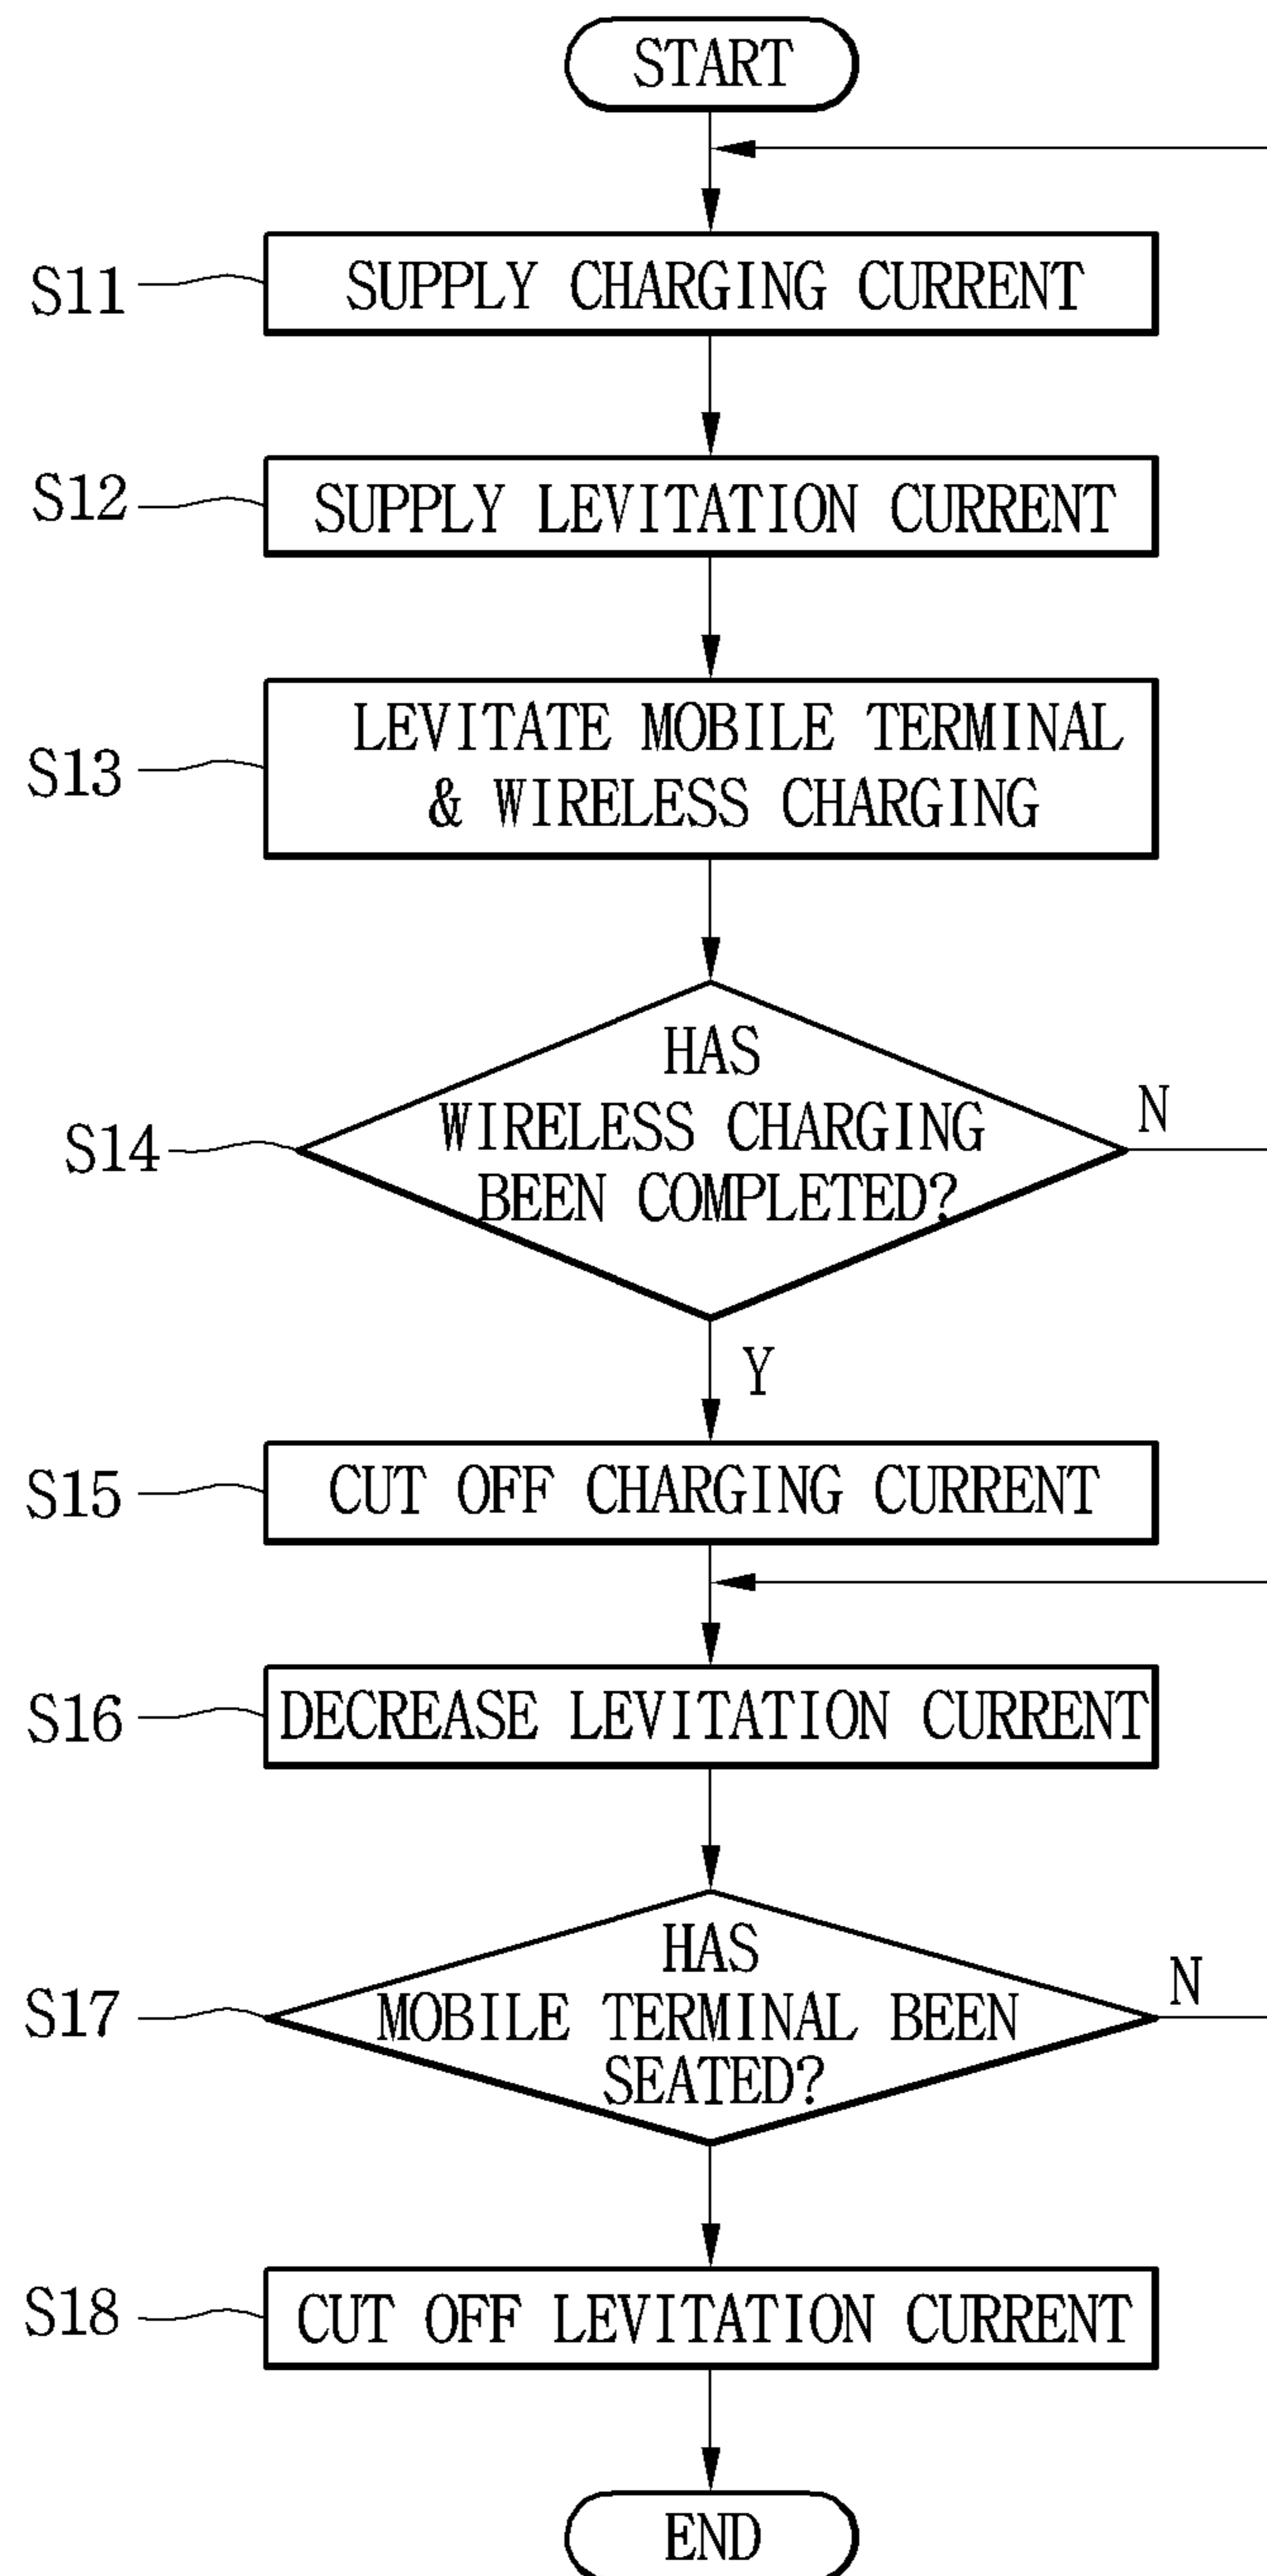 START
S11
SUPPLY CHARGING CURRENT
S12
SUPPLY LEVITATION CURRENT
S13
LEVITATE MOBILE TERMINAL
& WIRELESS CHARGING
S14
HAS
WIRELESS CHARGING
BEEN COMPLETED?
N
Y
S15
CUT OFF CHARGING CURRENT
S16
DECREASE LEVITATION CURRENT
S17
HAS
MOBILE TERMINAL BEEN
SEATED?
N
S18
CUT OFF LEVITATION CURRENT
END